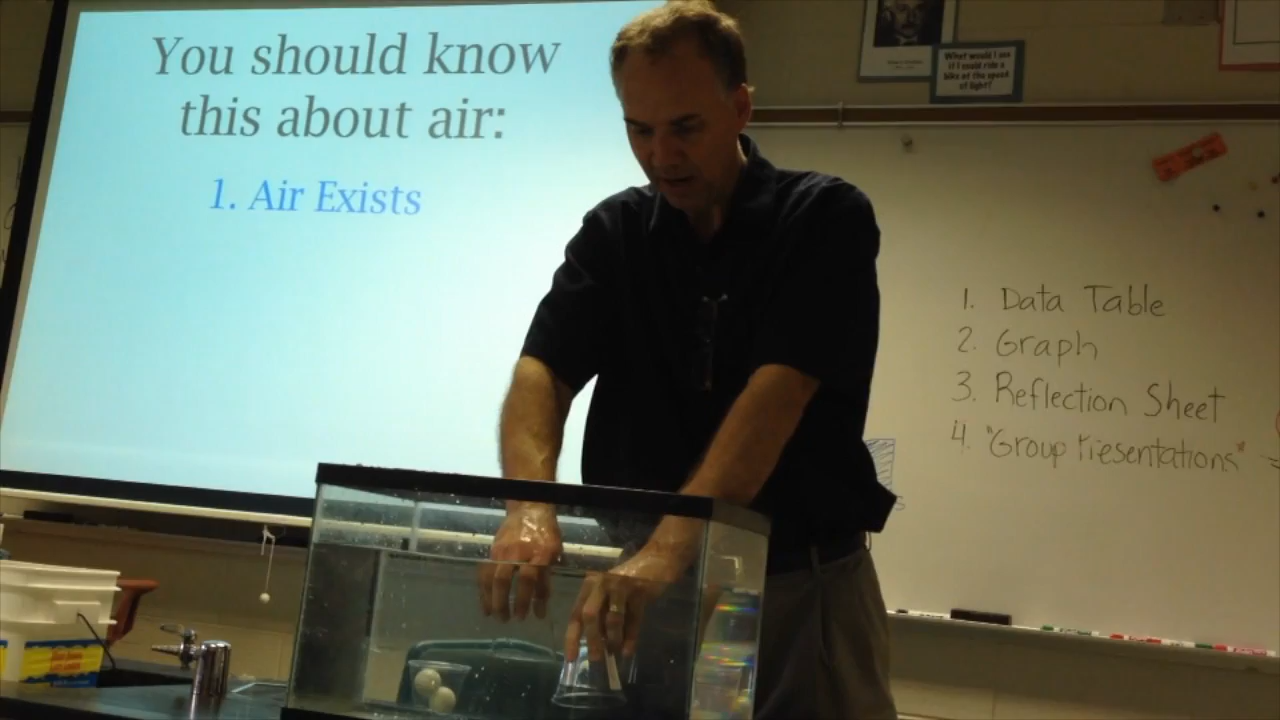 You should know
this about air:
1. Air Exists
What would I see
if I could ride a
bike at the speed
of light?
1. Data Table
2. Graph
3. Reflection Sheet
4. "Group Presentations"